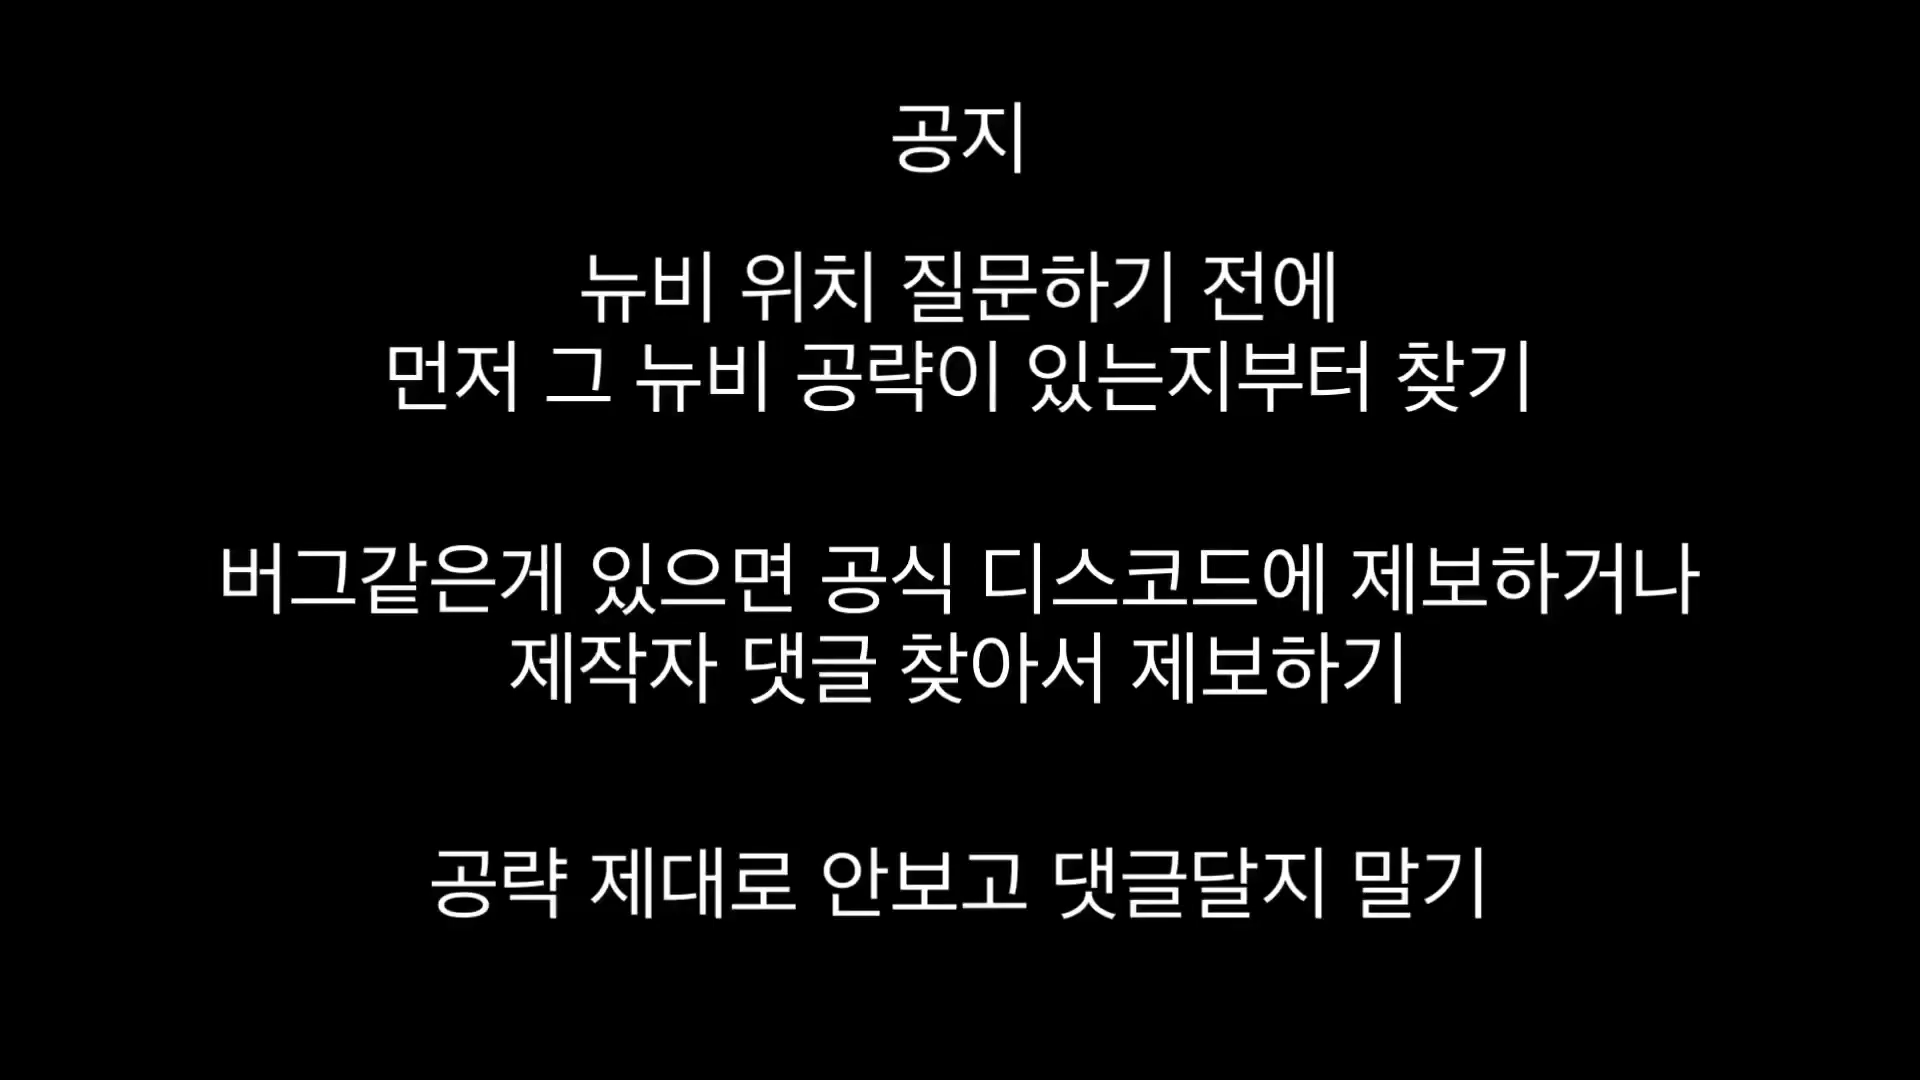 공지
뉴비 위치 질문하기 전에
먼저 그 뉴비 공략이 있는지부터 찾기
버그같은게 있으면 공식 디스코드에 제보하거나
제작자 댓글 찾아서 제보하기
공략 제대로 안보고 댓글달지 말기